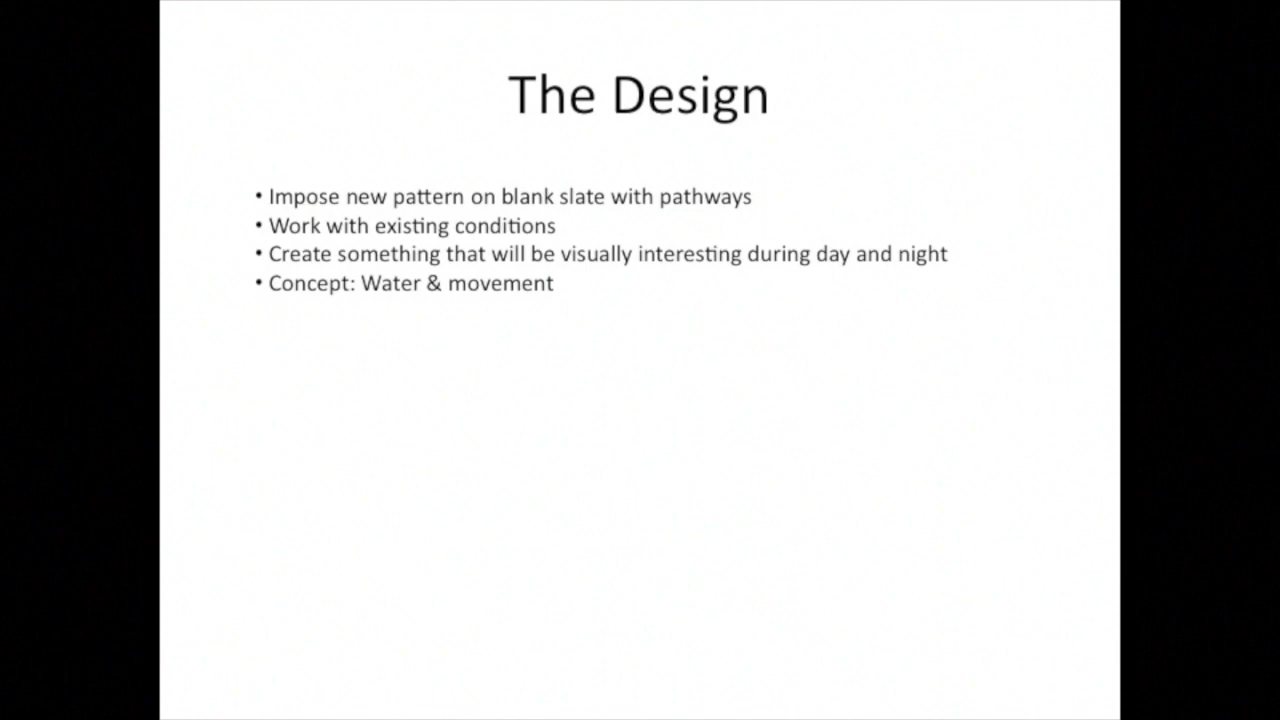 The Design
• Impose new pattern on blank slate with pathways
• Work with existing conditions
• Create something that will be visually interesting during day and night
• Concept: Water & movement